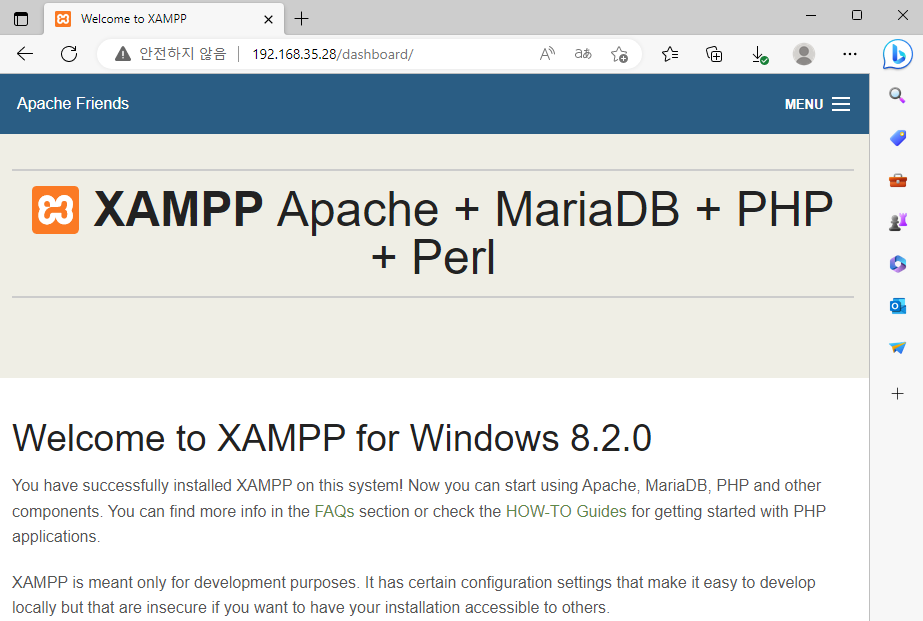 Welcome to XAMPP
안전하지 않음 192.168.35.28/dashboard/
Apache Friends
MENU
XAMPP Apache + MariaDB + PHP
+ Perl
Welcome to XAMPP for Windows 8.2.0
You have successfully installed XAMPP on this system! Now you can start using Apache, MariaDB, PHP and other
components. You can find more info in the FAQs section or check the HOW-TO Guides for getting started with PHP
applications.
XAMPP is meant only for development purposes. It has certain configuration settings that make it easy to develop
locally but that are insecure if you want to have your installation accessible to others.